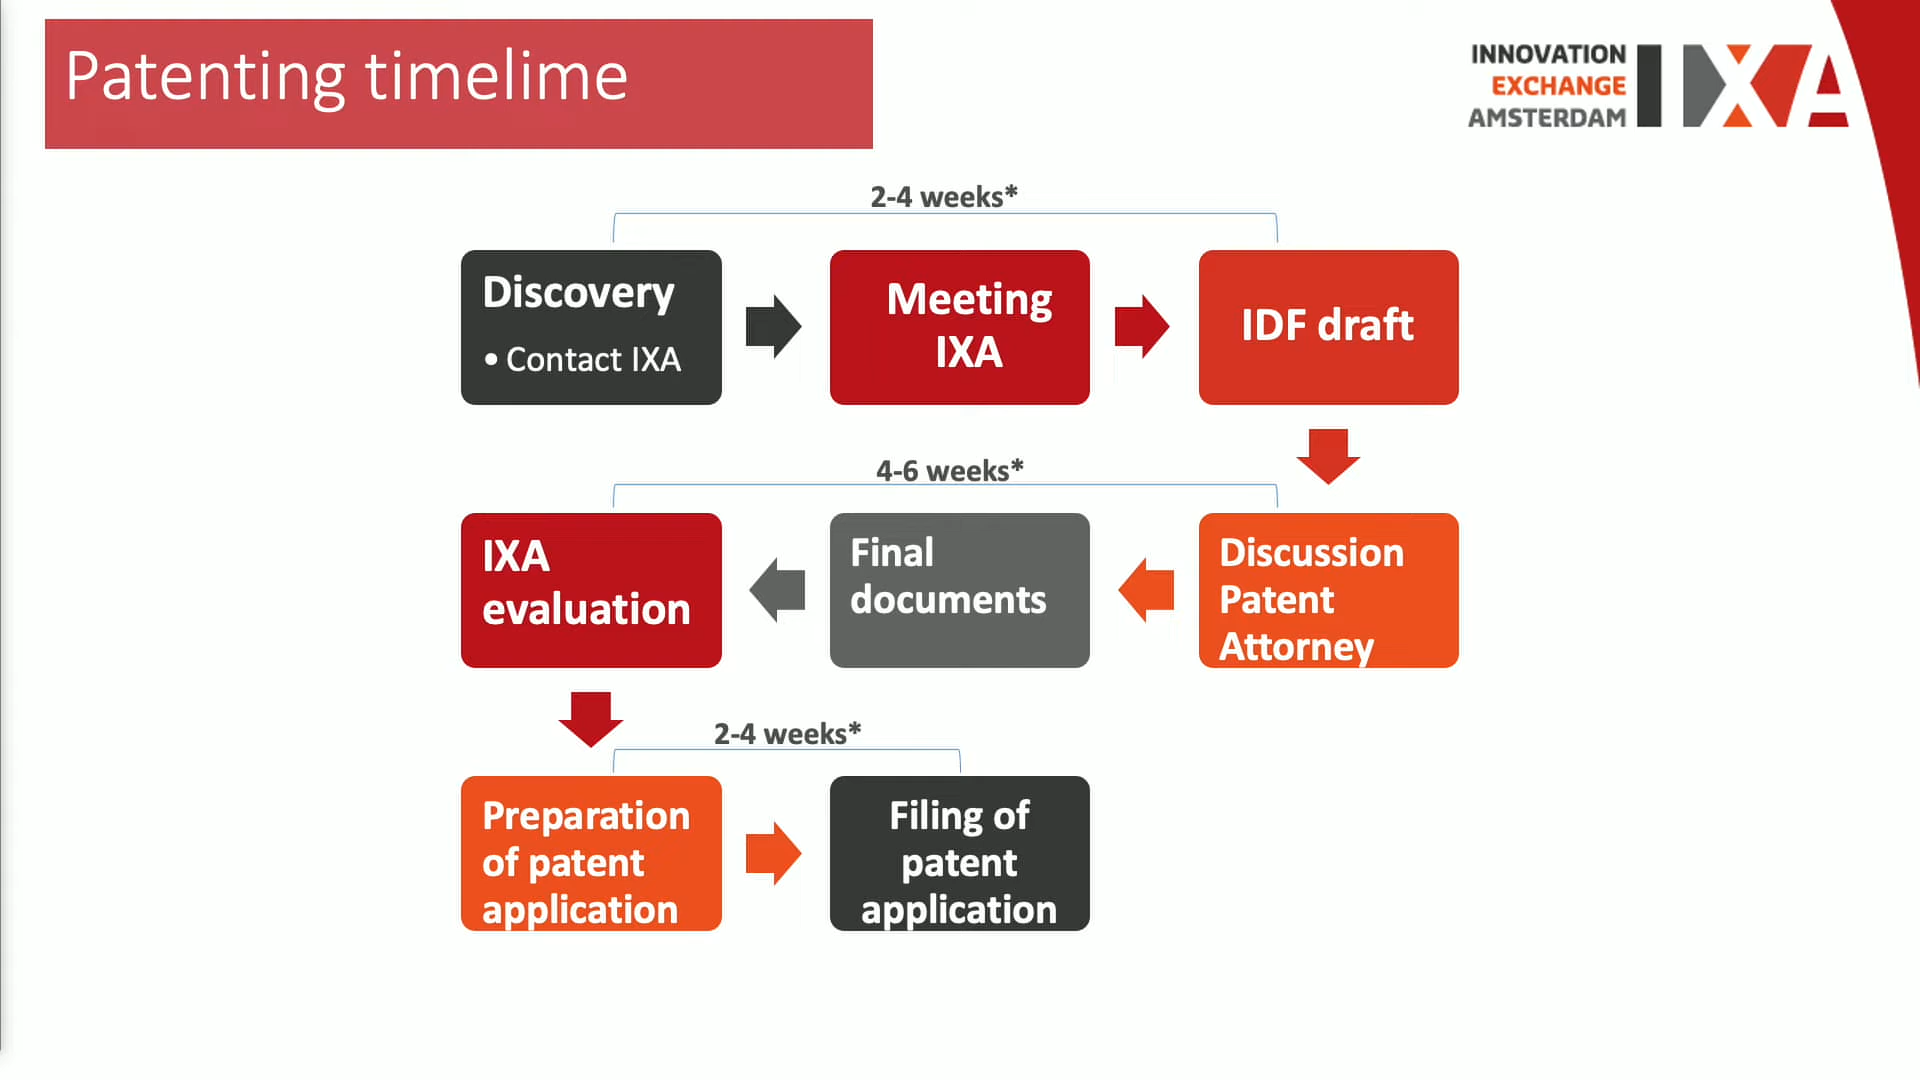 Patenting timelime
INNOVATION
EXCHANGE
AMSTERDAM
IXA
2-4 weeks*
Discovery
• Contact IXA
Meeting
IXA
IDF draft
4-6 weeks*
IXA
evaluation
Final
documents
Discussion
Patent
Attorney
2-4 weeks*
Preparation
of patent
application
Filing of
patent
application